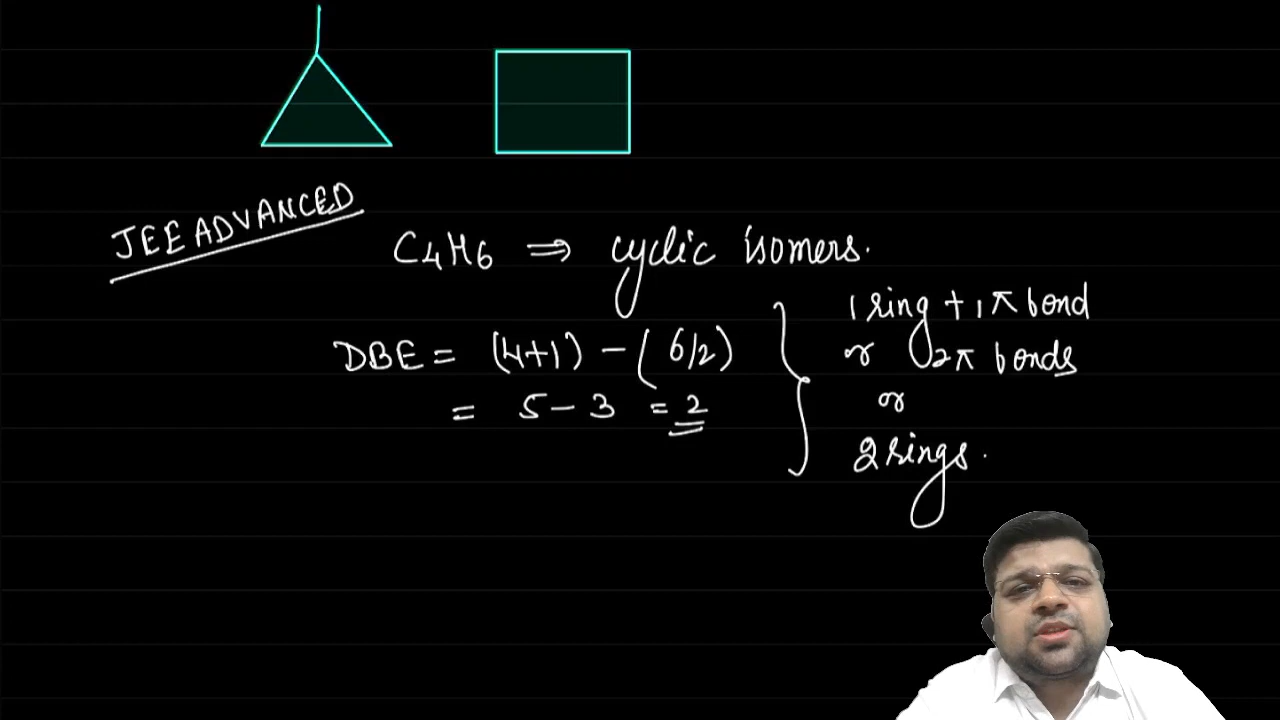 JEE ADVANCED
C4H6 ⇒ cyclic isomers.
DBE = (4+1) − (6/2)
= 5 − 3 = 2
1 ring + 1 π bond
or 2π bonds
or
2 rings.